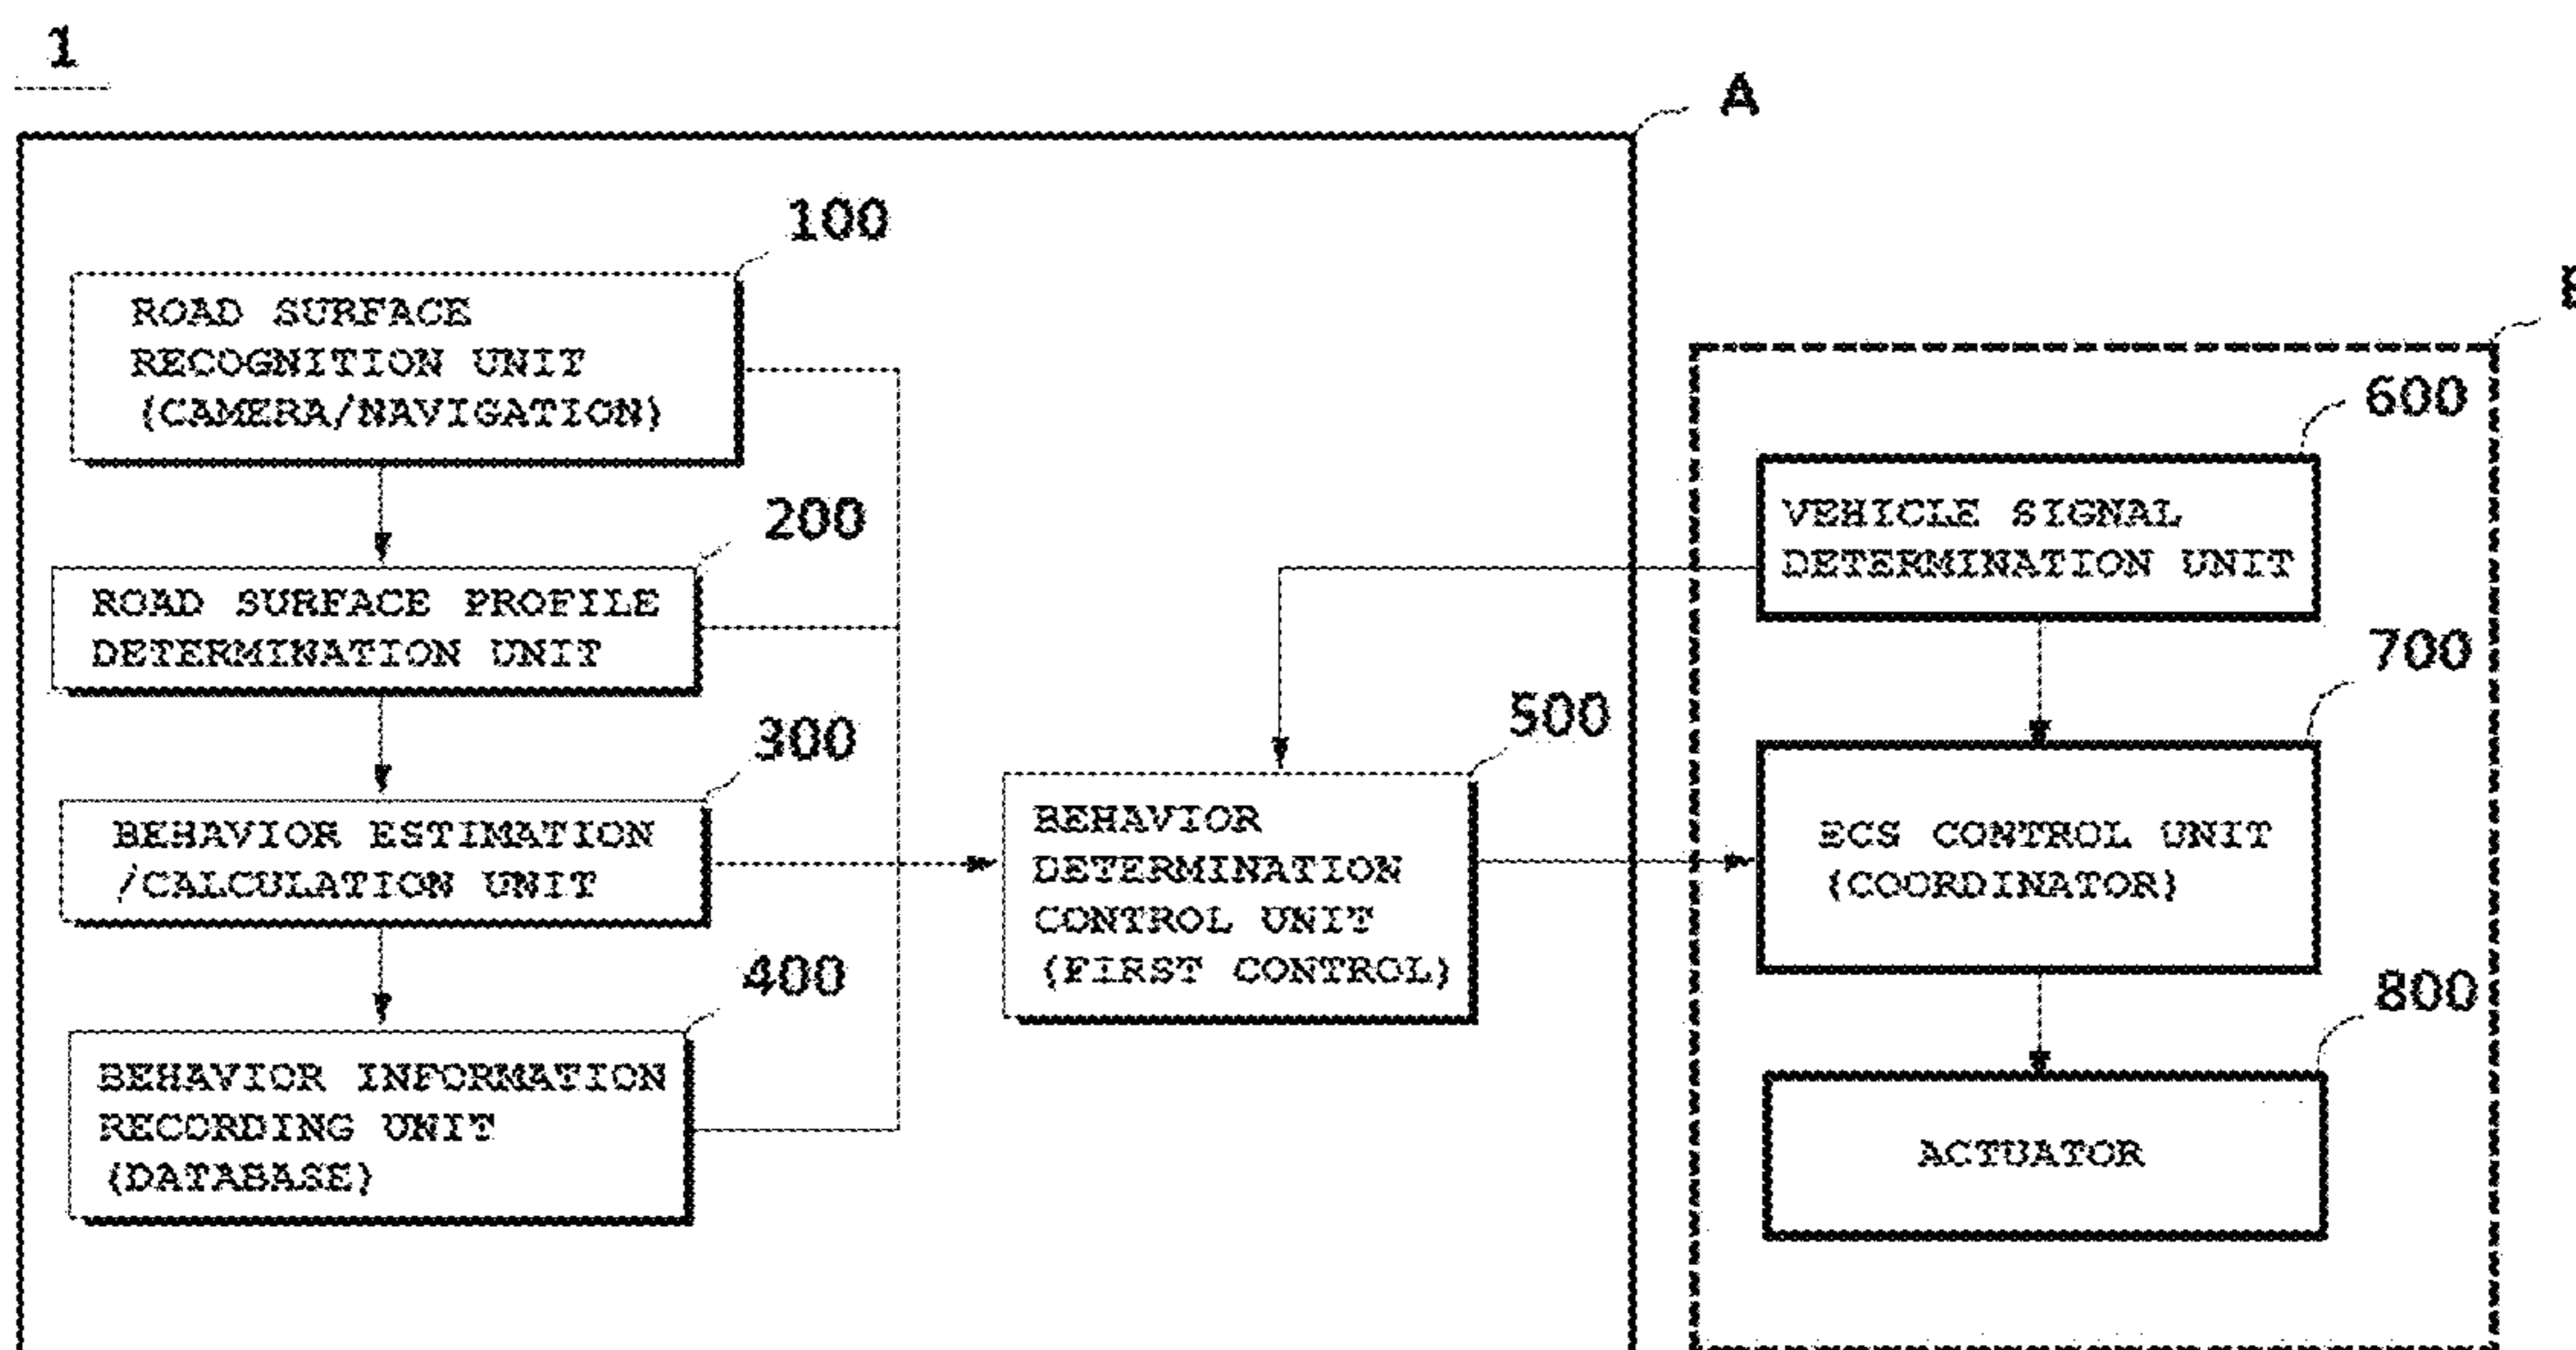 1
A
100
ROAD SURFACE
RECOGNITION UNIT
(CAMERA/NAVIGATION)
200
ROAD SURFACE PROFILE
DETERMINATION UNIT
300
BEHAVIOR ESTIMATION
/CALCULATION UNIT
400
BEHAVIOR INFORMATION
RECORDING UNIT
(DATABASE)
500
BEHAVIOR
DETERMINATION
CONTROL UNIT
(FIRST CONTROL)
600
VEHICLE SIGNAL
DETERMINATION UNIT
700
ECS CONTROL UNIT
(COORDINATOR)
800
ACTUATOR